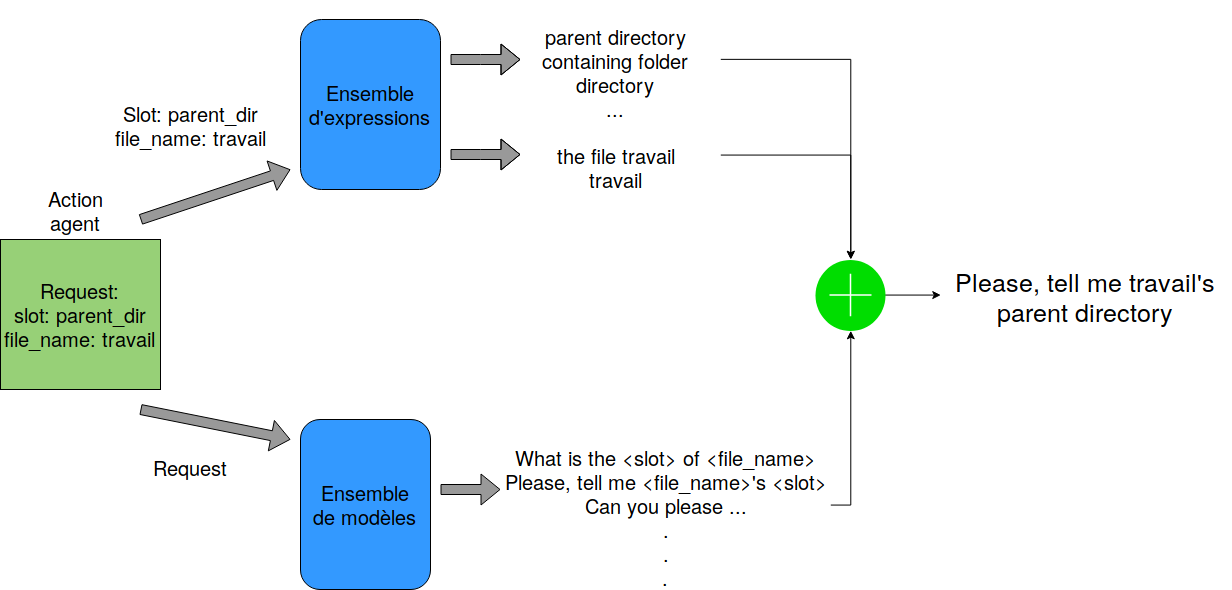 Action
agent
Request:
slot: parent_dir
file_name: travail
Slot: parent_dir
file_name: travail
Ensemble
d'expressions
parent directory
containing folder
directory
...
the file travail
travail
Request
Ensemble
de modèles
What is the <slot> of <file_name>
Please, tell me <file_name>'s <slot>
Can you please ...
.
.
.
Please, tell me travail's
parent directory